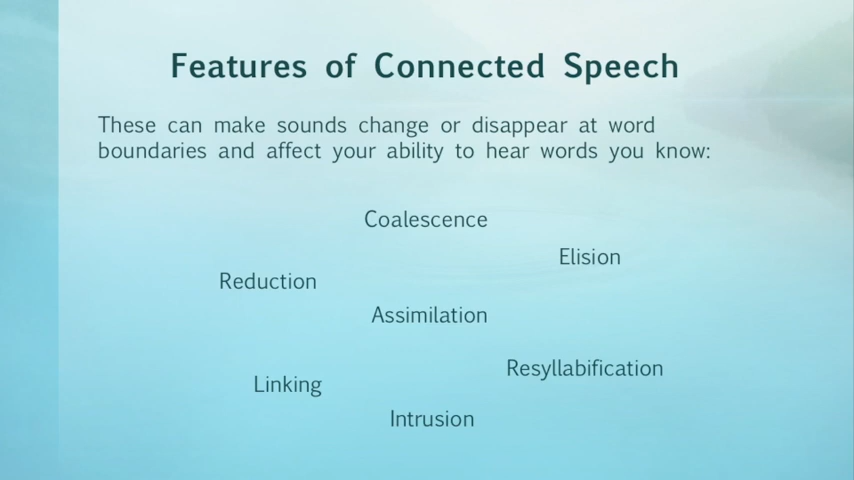 Features of Connected Speech
These can make sounds change or disappear at word
boundaries and affect your ability to hear words you know:
Coalescence
Elision
Reduction
Assimilation
Resyllabification
Linking
Intrusion